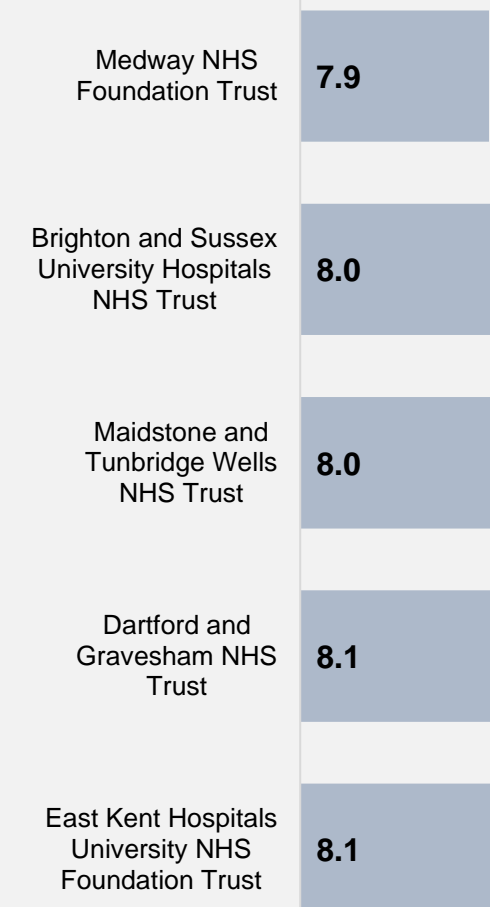 Medway NHS
Foundation Trust
7.9
Brighton and Sussex
University Hospitals
NHS Trust
8.0
Maidstone and
Tunbridge Wells
NHS Trust
8.0
Dartford and
Gravesham NHS
Trust
8.1
East Kent Hospitals
University NHS
Foundation Trust
8.1